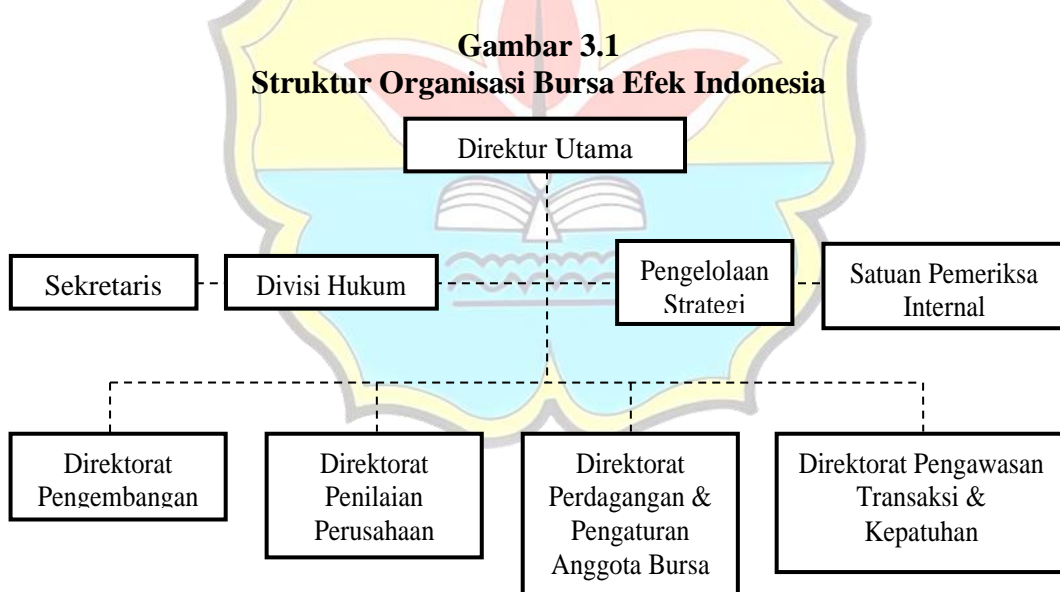 Gambar 3.1
Struktur Organisasi Bursa Efek Indonesia
Direktur Utama
Sekretaris
Divisi Hukum
Pengelolaan
Strategi
Satuan Pemeriksa
Internal
Direktorat
Pengembangan
Direktorat
Penilaian
Perusahaan
Direktorat
Perdagangan &
Pengaturan
Anggota Bursa
Direktorat Pengawasan
Transaksi &
Kepatuhan